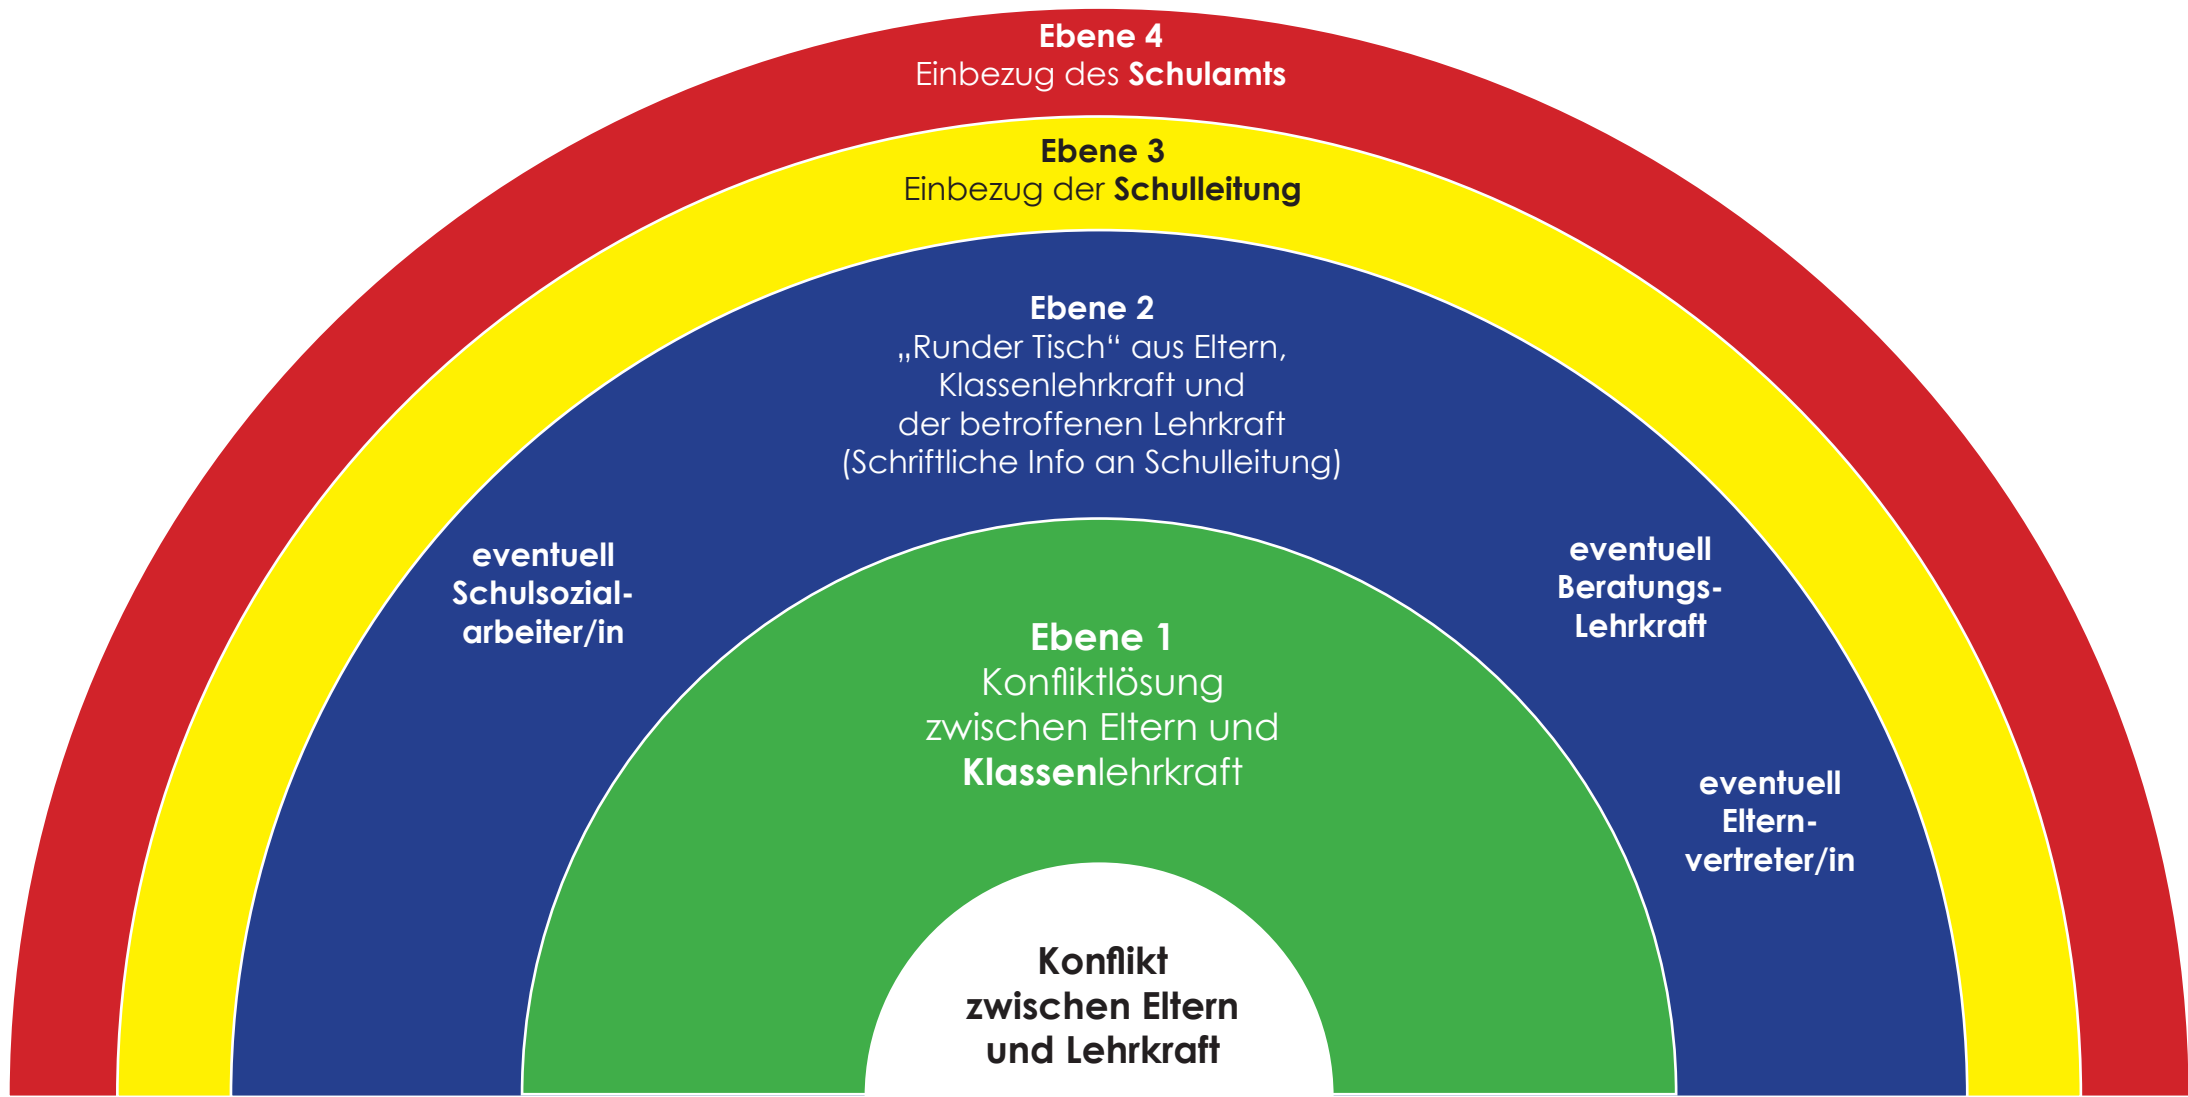 Ebene 4
Einbezug des Schulamts
Ebene 3
Einbezug der Schulleitung
Ebene 2
„Runder Tisch“ aus Eltern,
Klassenlehrkraft und
der betroffenen Lehrkraft
(Schriftliche Info an Schulleitung)
eventuell
Schulsozial-
arbeiter/in
eventuell
Beratungs-
Lehrkraft
eventuell
Eltern-
vertreter/in
Ebene 1
Konfliktlösung
zwischen Eltern und
Klassenlehrkraft
Konflikt
zwischen Eltern
und Lehrkraft